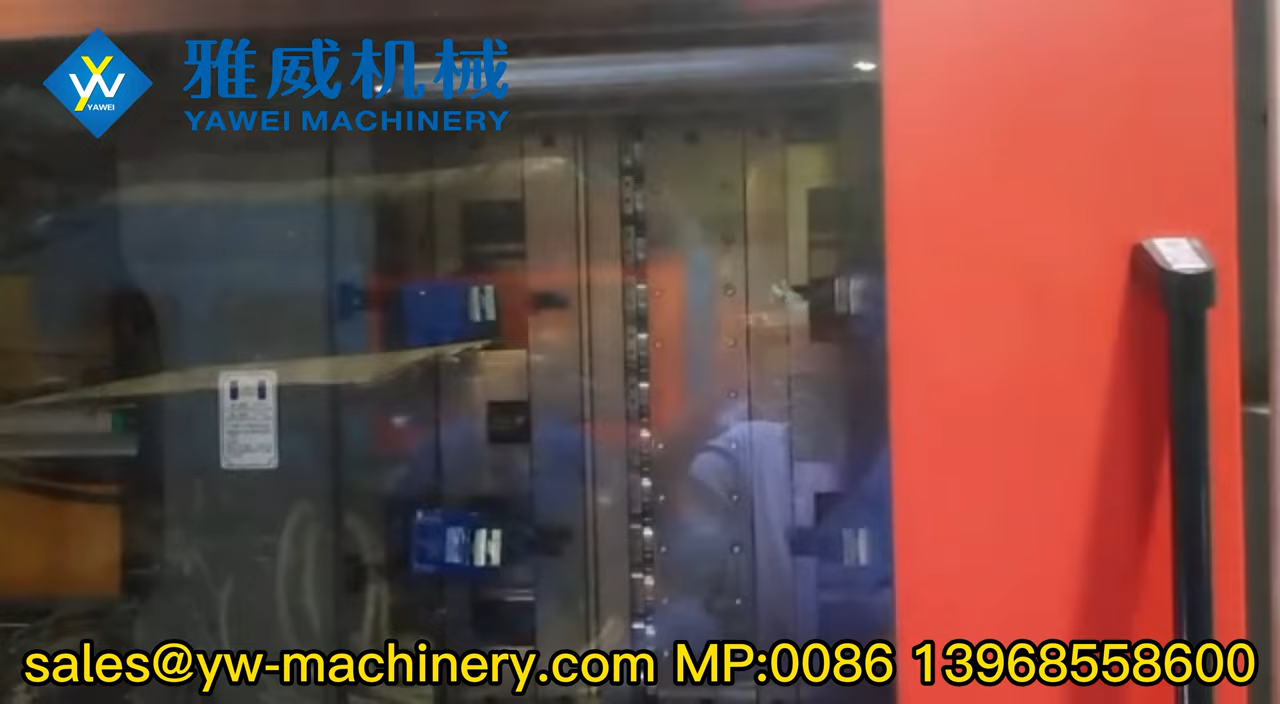 雅威机械
YAWEI MACHINERY
YW
YAWEI
sales@yw-machinery.com MP:0086 13968558600